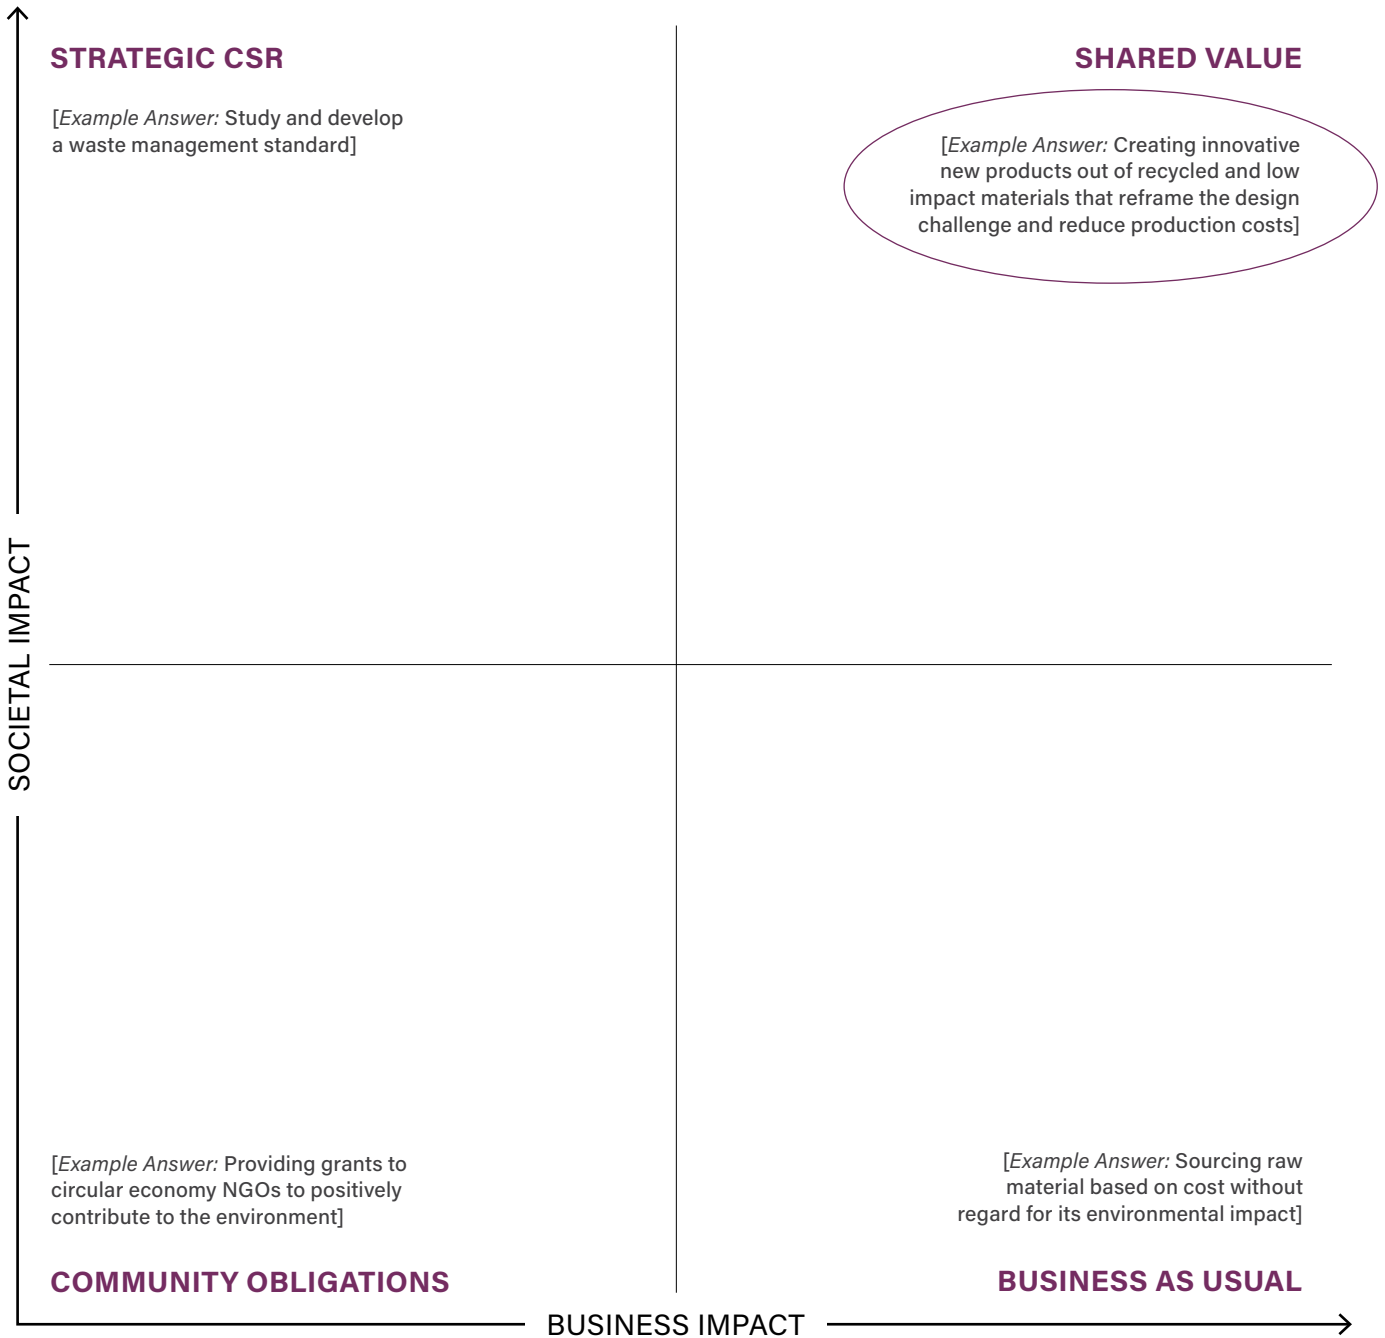 STRATEGIC CSR
[Example Answer: Study and develop
a waste management standard]
SHARED VALUE
[Example Answer: Creating innovative
new products out of recycled and low
impact materials that reframe the design
challenge and reduce production costs]
SOCIETAL IMPACT
[Example Answer: Providing grants to
circular economy NGOs to positively
contribute to the environment]
COMMUNITY OBLIGATIONS
[Example Answer: Sourcing raw
material based on cost without
regard for its environmental impact]
BUSINESS AS USUAL
BUSINESS IMPACT